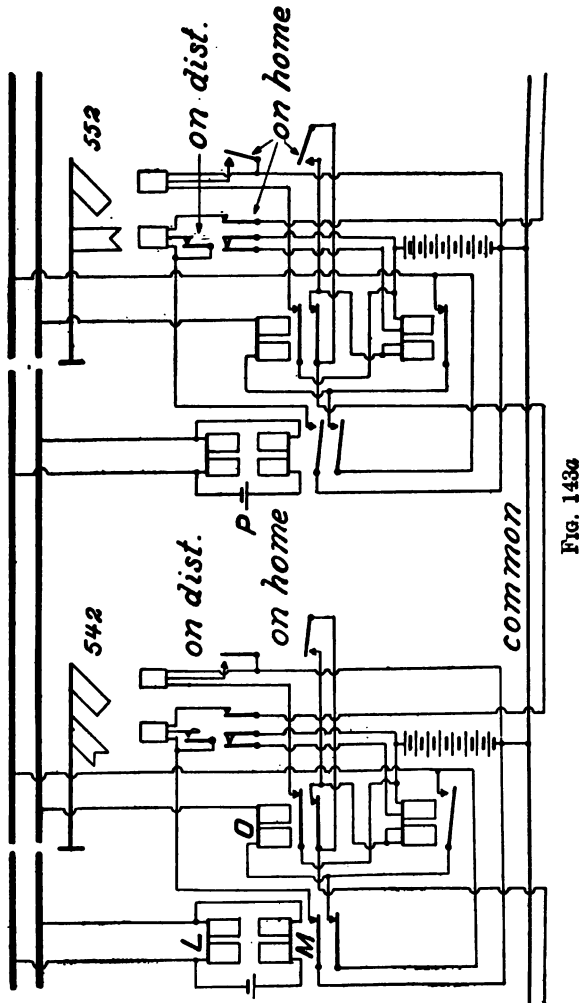 542
on dist.
on home
L
M
O
P
552
on dist.
on home
common
FIG. 143a